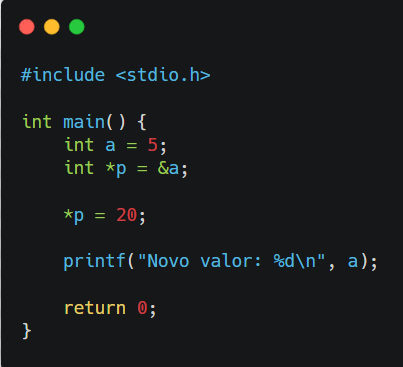 #include <stdio.h>
int main() {
    int a = 5;
    int *p = &a;
    *p = 20;
    printf("Novo valor: %d\n", a);
    return 0;
}